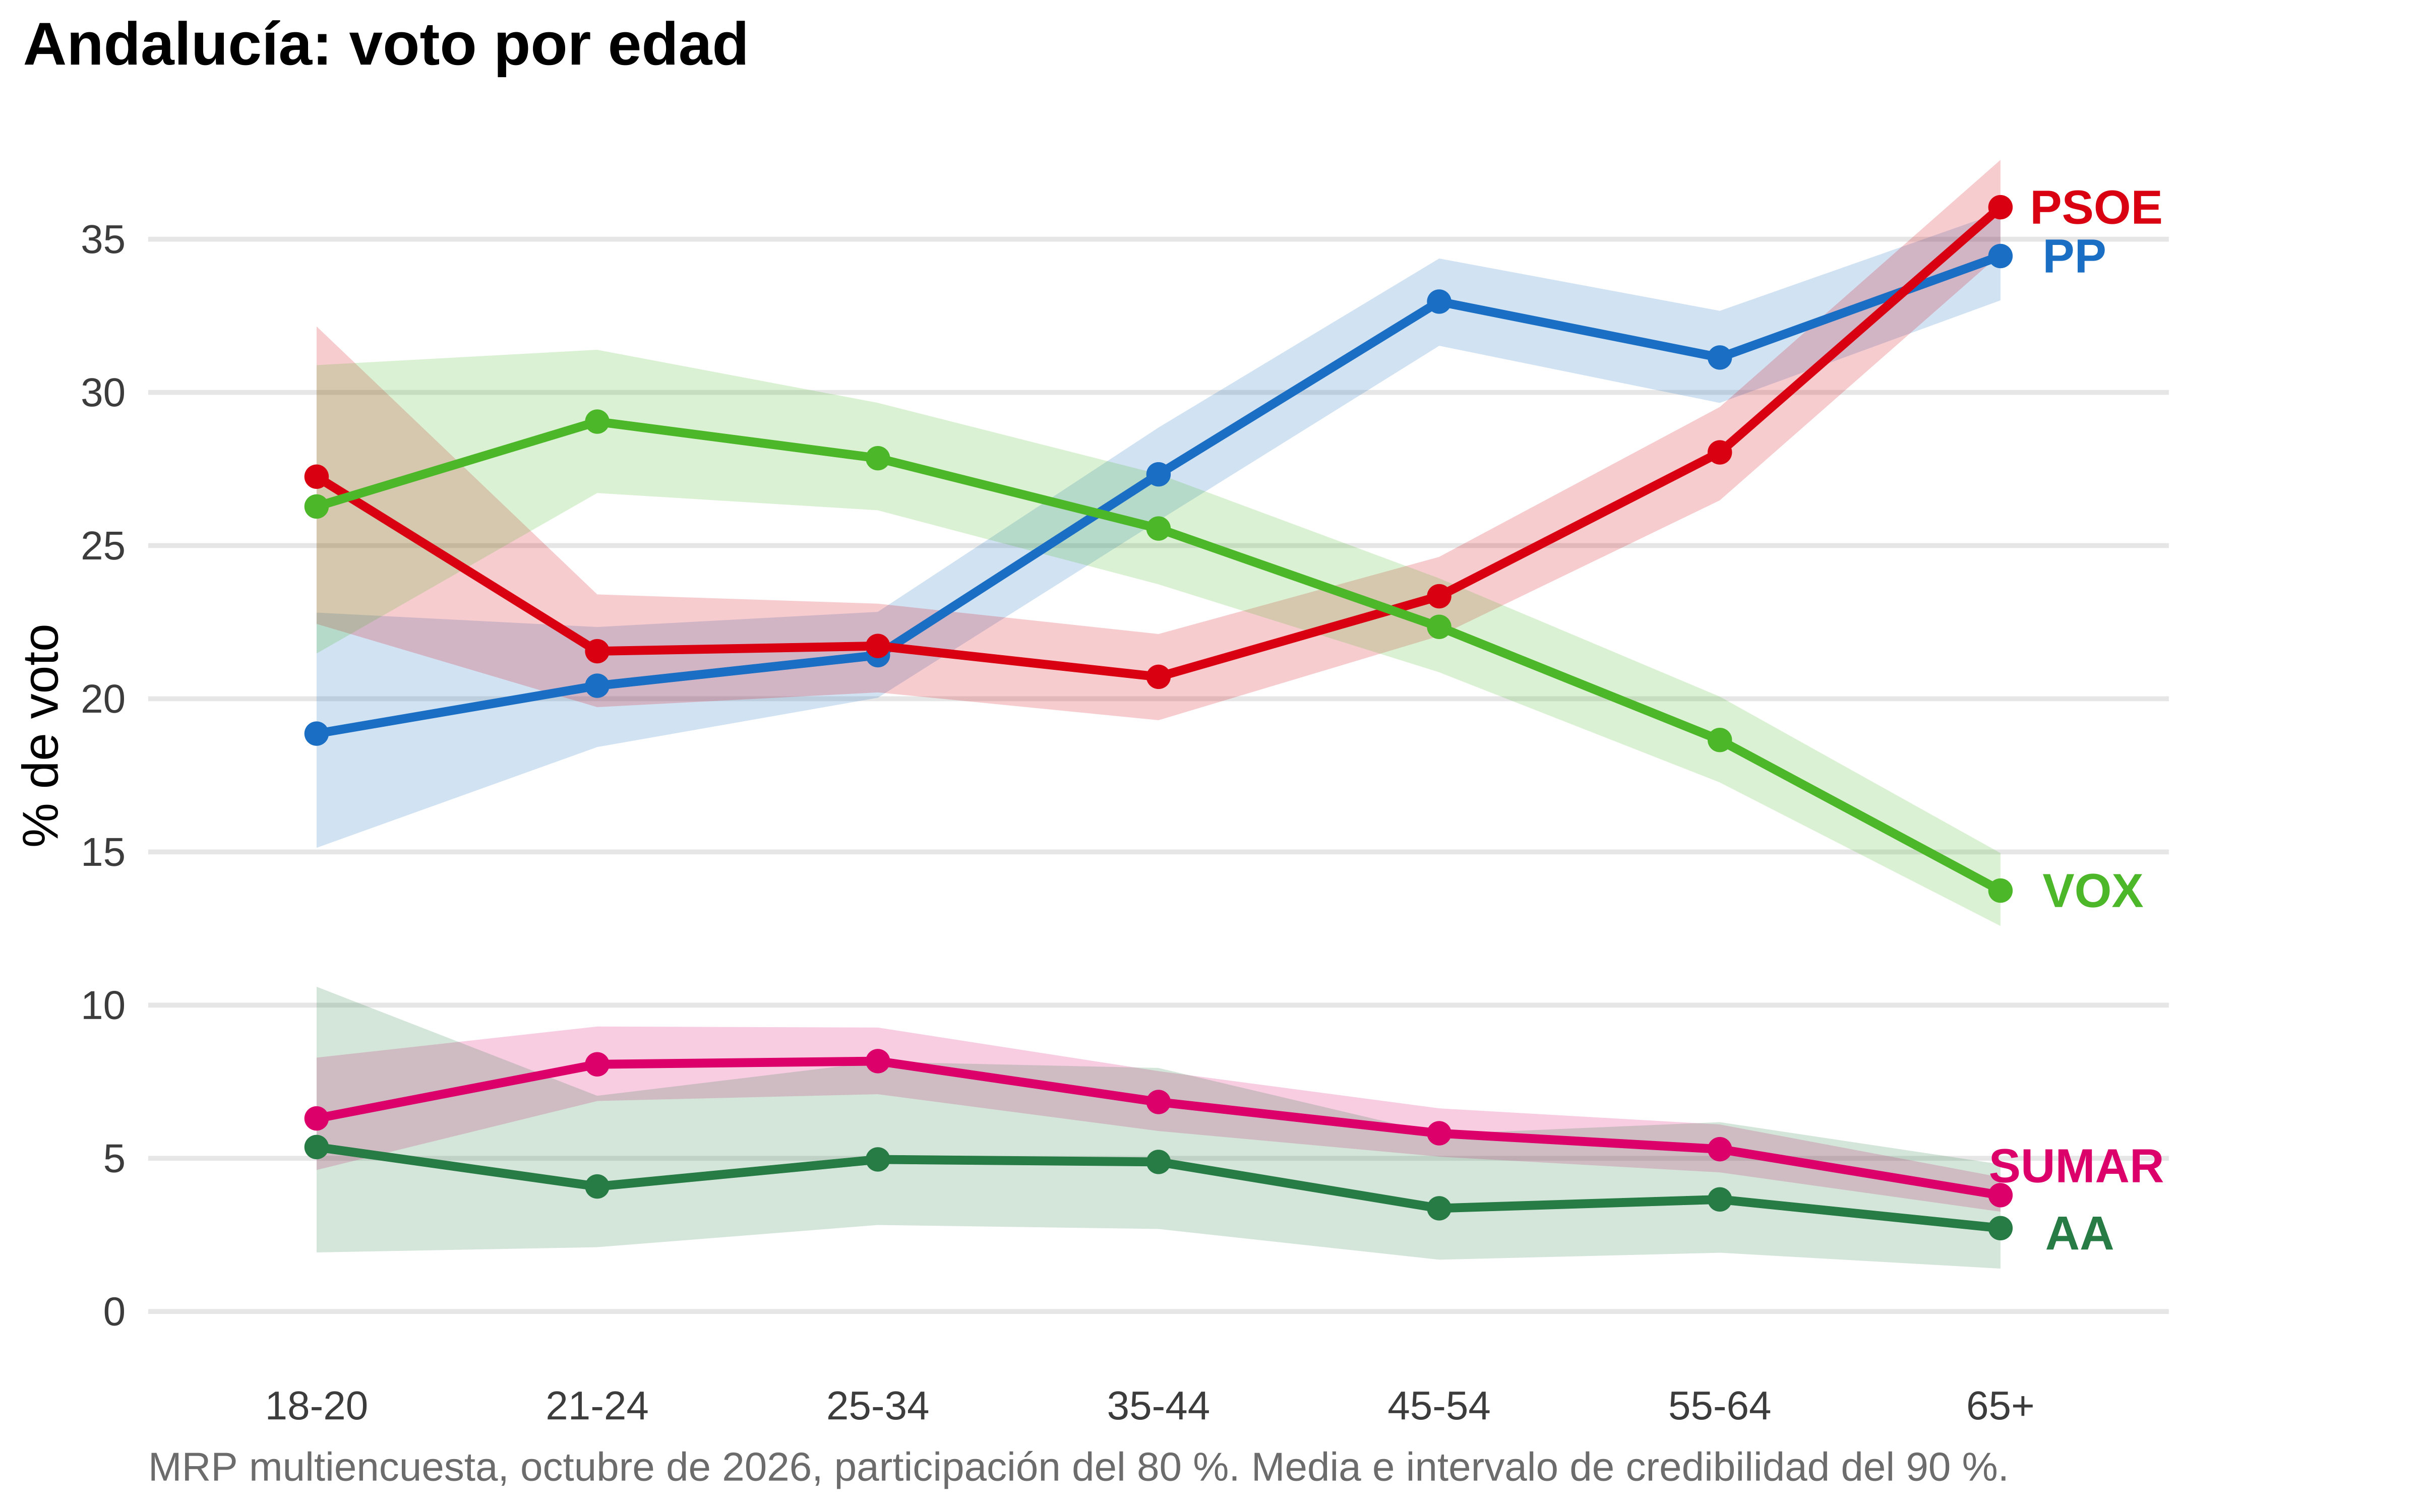 Andalucía: voto por edad
% de voto
35
30
25
20
15
10
5
0
PSOE
PP
VOX
SUMAR
AA
18-20 21-24 25-34 35-44 45-54 55-64 65+
MRP multiencuesta, octubre de 2026, participación del 80 %. Media e intervalo de credibilidad del 90 %.